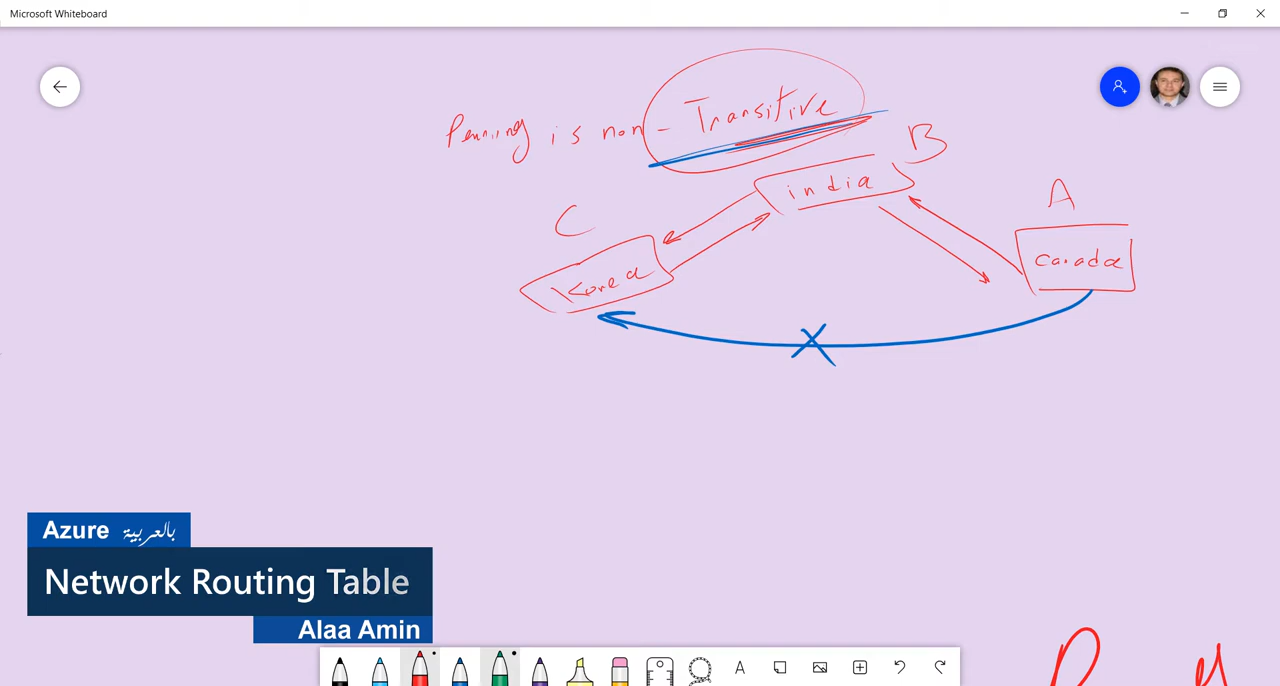 Microsoft Whiteboard
Peering is non-Transitive
B
india
A
C
Canada
Korea
Azure بالعربية
Network Routing Table
Alaa Amin
A